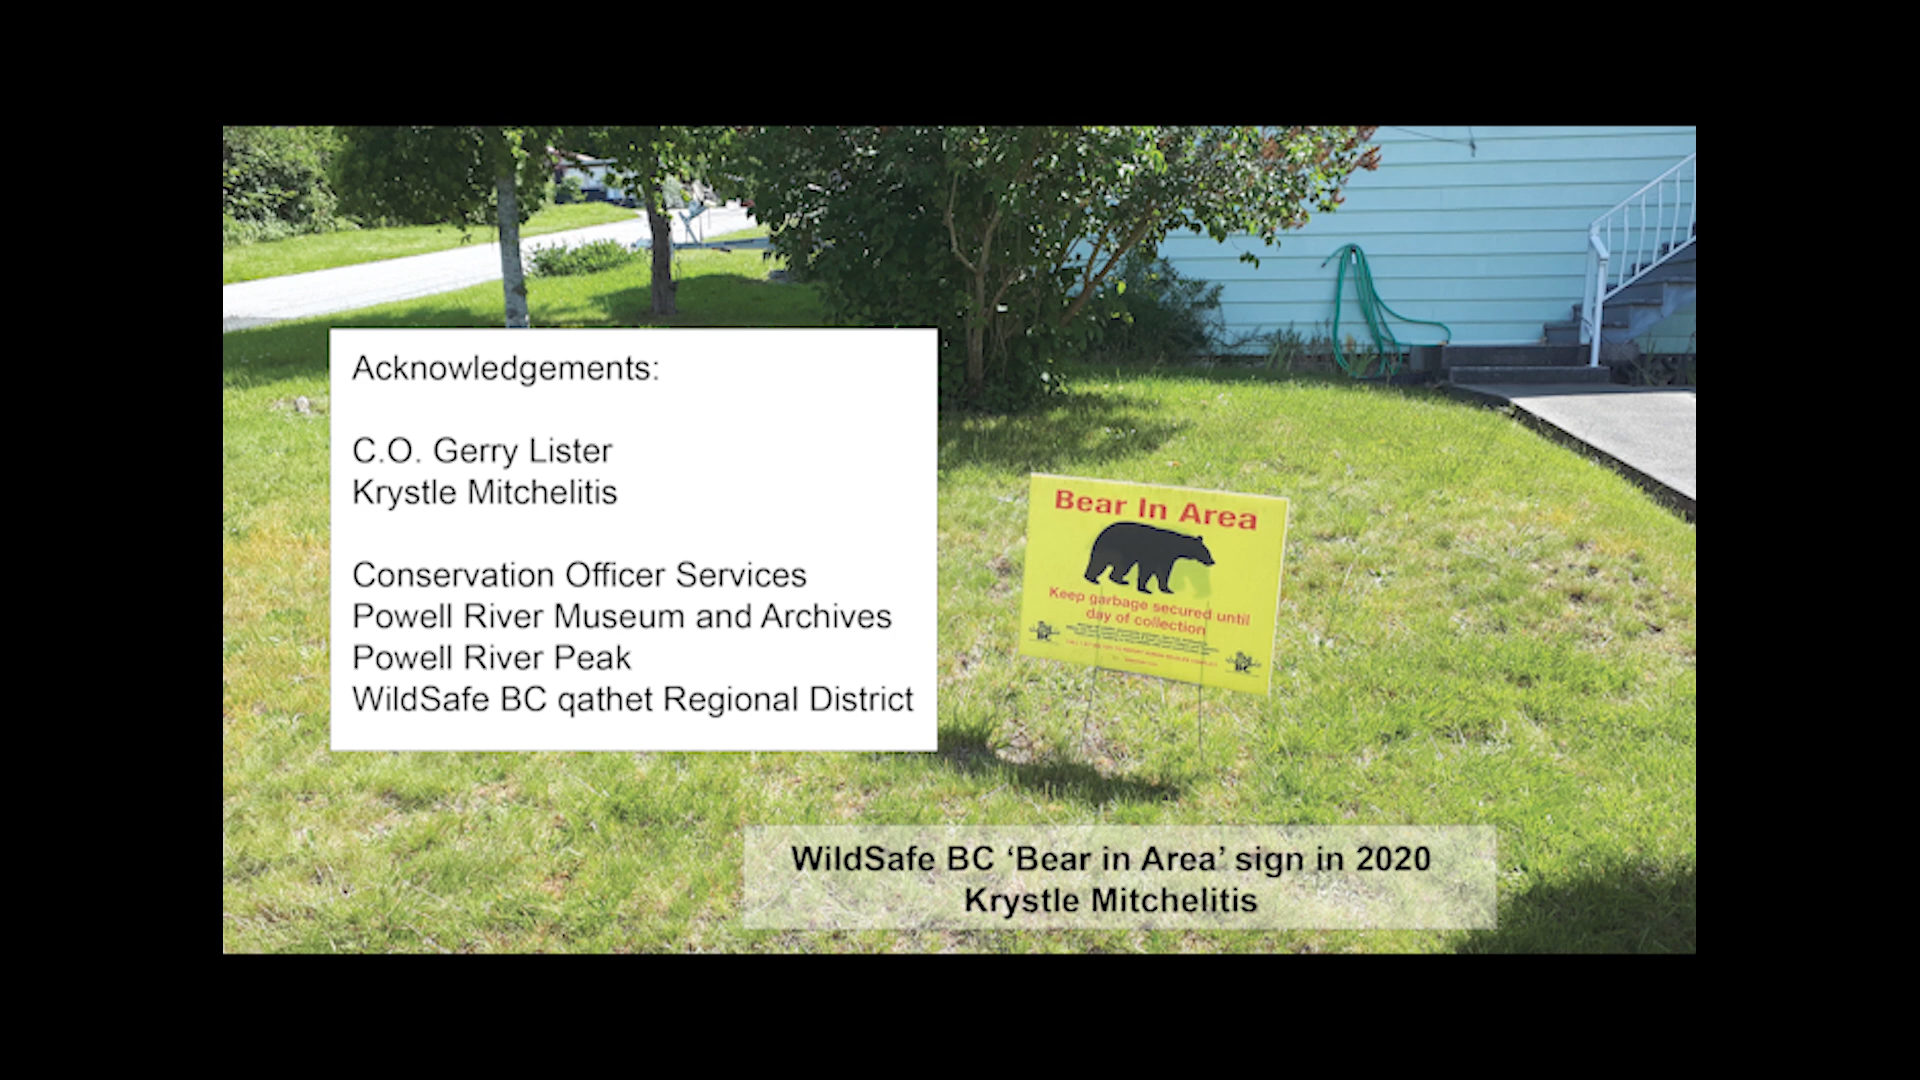 Acknowledgements:
C.O. Gerry Lister
Krystle Mitchelitis
Conservation Officer Services
Powell River Museum and Archives
Powell River Peak
WildSafe BC qathet Regional District
Bear In Area
Keep garbage secured until
day of collection
BC
BC
WildSafe BC ‘Bear in Area’ sign in 2020
Krystle Mitchelitis